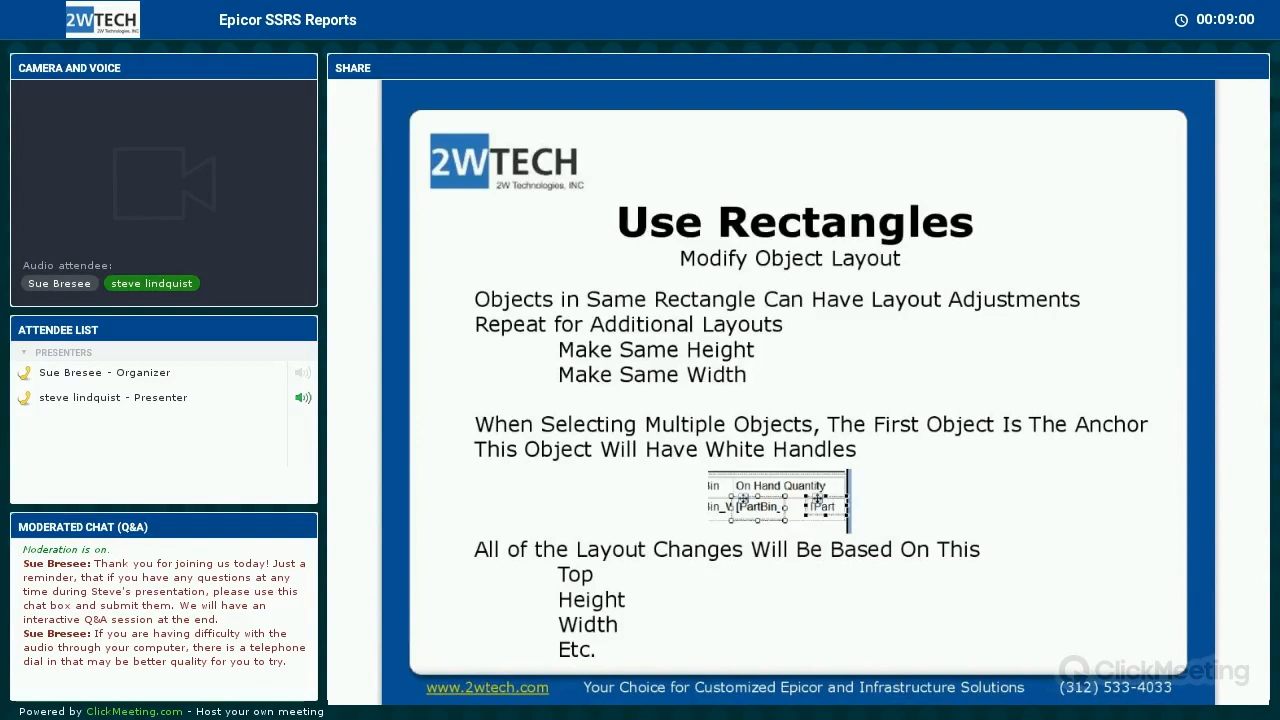 2WTECH
2W Technologies, INC
Epicor SSRS Reports
00:09:00
CAMERA AND VOICE
Audio attendee:
Sue Bresee
steve lindquist
ATTENDEE LIST
PRESENTERS
Sue Bresee - Organizer
steve lindquist - Presenter
MODERATED CHAT (Q&A)
Moderation is on.
Sue Bresee: Thank you for joining us today! Just a
reminder, that if you have any questions at any
time during Steve's presentation, please use this
chat box and submit them. We will have an
interactive Q&A session at the end.
Sue Bresee: If you are having difficulty with the
audio through your computer, there is a telephone
dial in that may be better quality for you to try.
Powered by ClickMeeting.com - Host your own meeting
SHARE
2WTECH
2W Technologies, INC
Use Rectangles
Modify Object Layout
Objects in Same Rectangle Can Have Layout Adjustments
Repeat for Additional Layouts
Make Same Height
Make Same Width
When Selecting Multiple Objects, The First Object Is The Anchor
This Object Will Have White Handles
Bin On Hand Quantity
Bin_W [PartBin_ [Part
All of the Layout Changes Will Be Based On This
Top
Height
Width
Etc.
ClickMeeting
www.2wtech.com Your Choice for Customized Epicor and Infrastructure Solutions (312) 533-4033